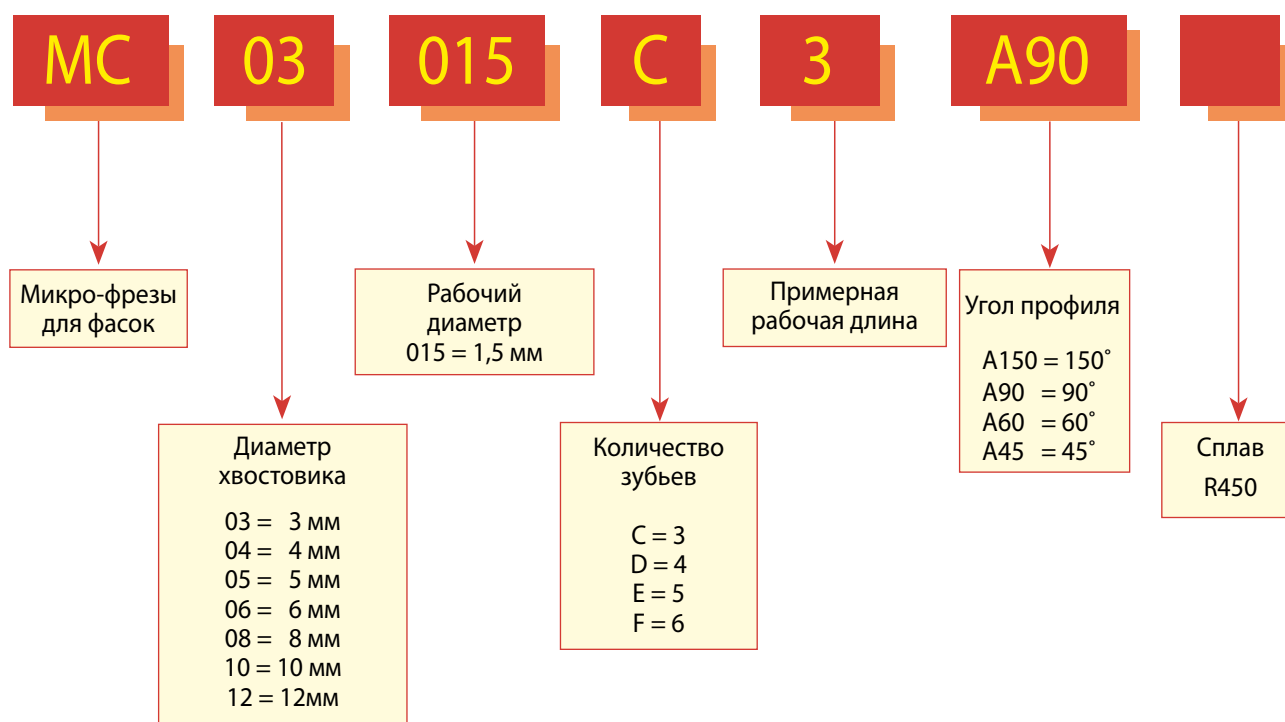 MC 03 015 C 3 A90
Микро-фрезы
для фасок
Диаметр
хвостовика
03 = 3 мм
04 = 4 мм
05 = 5 мм
06 = 6 мм
08 = 8 мм
10 = 10 мм
12 = 12мм
Рабочий
диаметр
015 = 1,5 мм
Количество
зубьев
C = 3
D = 4
E = 5
F = 6
Примерная
рабочая длина
Угол профиля
A150 = 150˚
A90 = 90˚
A60 = 60˚
A45 = 45˚
Сплав
R450